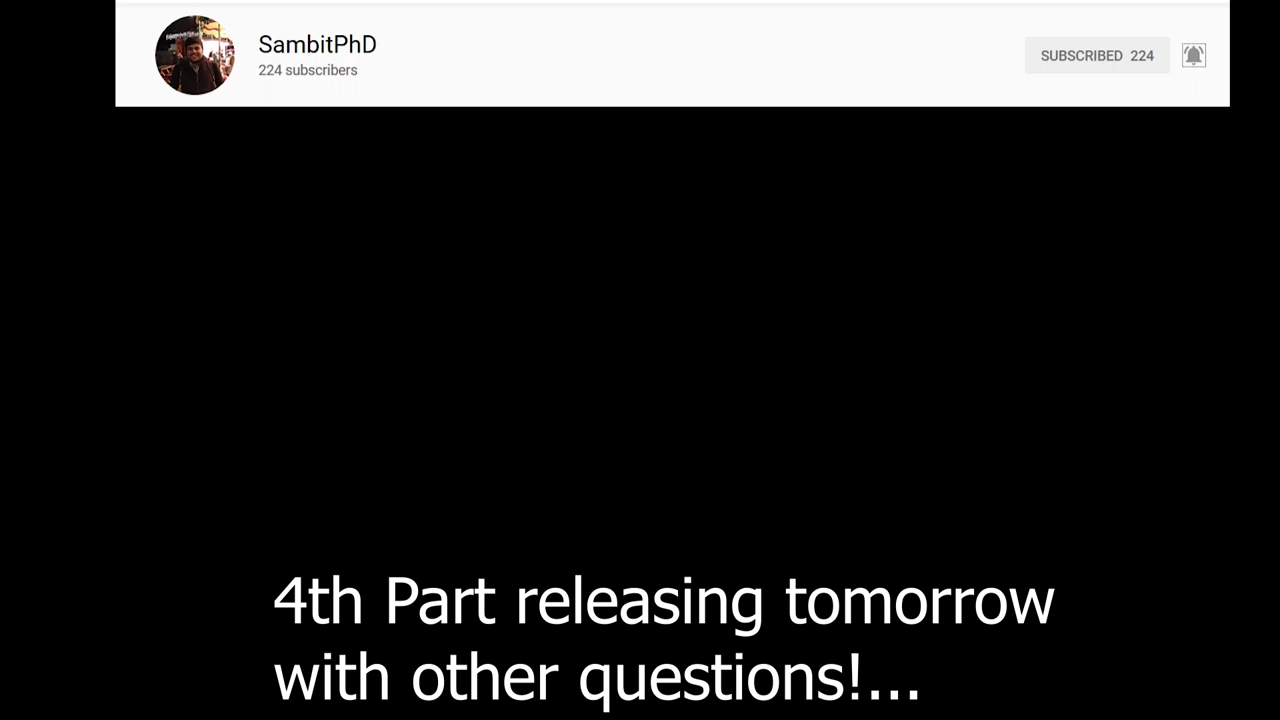 SambitPhD
224 subscribers
SUBSCRIBED 224
4th Part releasing tomorrow
with other questions!...